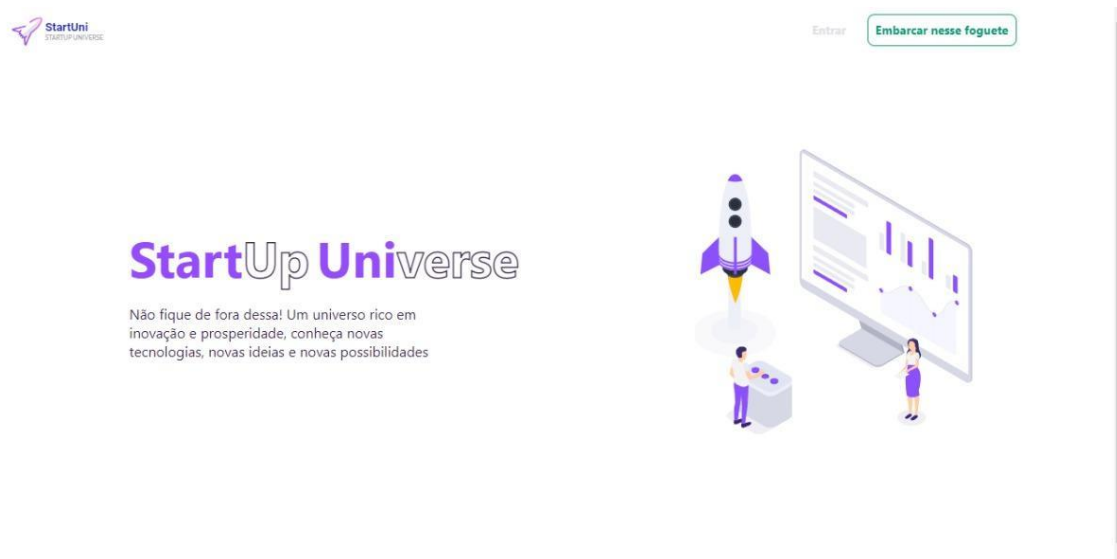 StartUni
STARTUP UNIVERSE
Entrar
Embarcar nesse foguete
StartUp Universe
Não fique de fora dessa! Um universo rico em
inovação e prosperidade, conheça novas
tecnologias, novas ideias e novas possibilidades